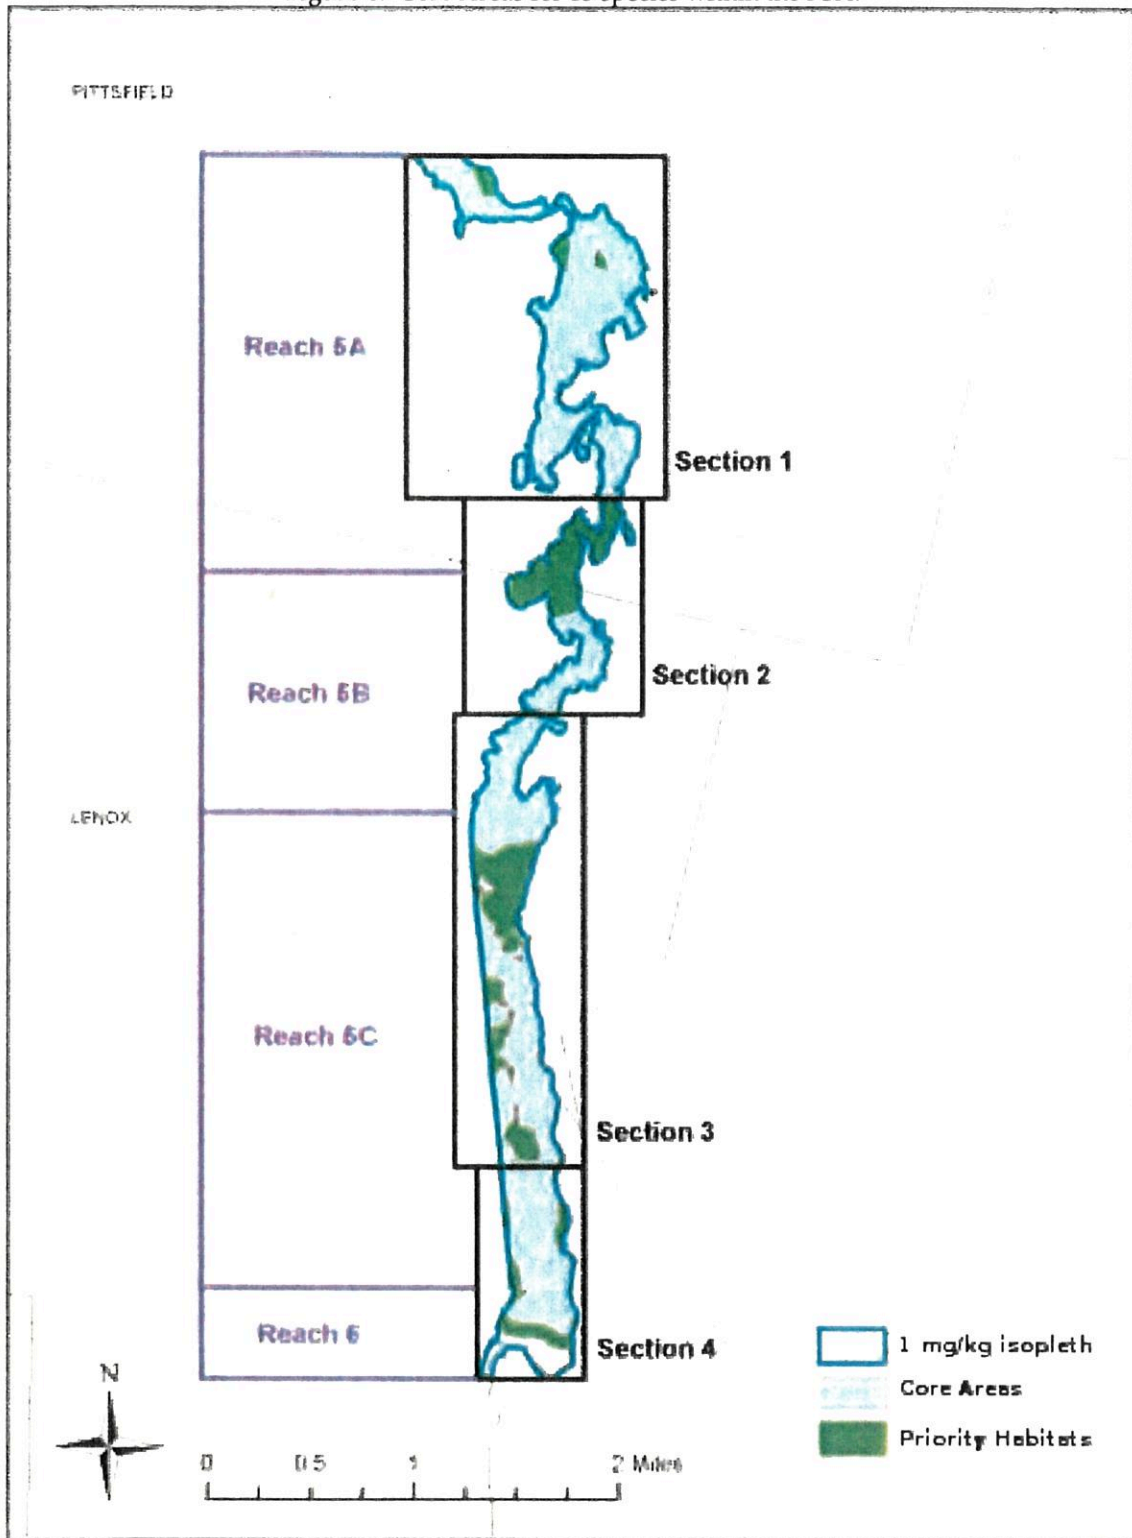 PITTSFIELD
Reach 5A
Section 1
Section 2
Reach 5B
LENOX
Reach 5C
Section 3
Reach 6
Section 4
1 mg/kg isopleth
Core Areas
Priority Habitats
N
0 0.5 1 2 Miles